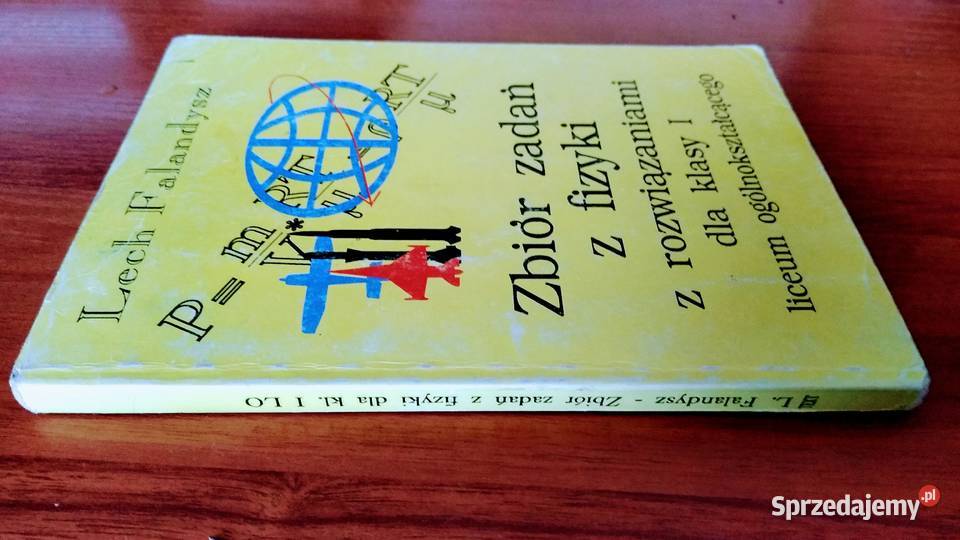 Lech Falandysz
Zbiór zadań
z fizyki
z rozwiązaniami
dla klasy I
liceum ogólnokształcącego
L. Falandysz - Zbiór zadań z fizyki dla kl. I LO
Sprzedajemy.pl